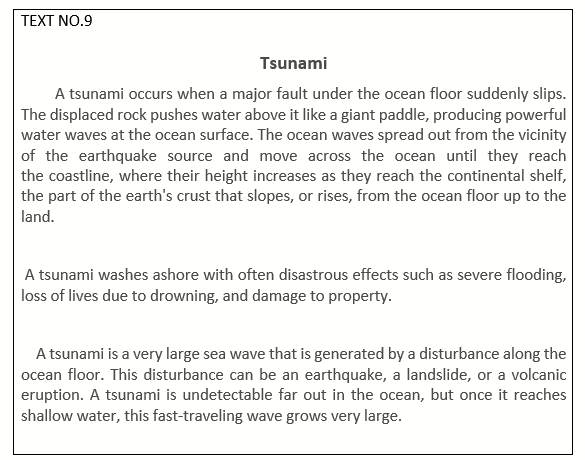 TEXT NO.9
Tsunami
A tsunami occurs when a major fault under the ocean floor suddenly slips.
The displaced rock pushes water above it like a giant paddle, producing powerful
water waves at the ocean surface. The ocean waves spread out from the vicinity
of the earthquake source and move across the ocean until they reach
the coastline, where their height increases as they reach the continental shelf,
the part of the earth's crust that slopes, or rises, from the ocean floor up to the
land.
A tsunami washes ashore with often disastrous effects such as severe flooding,
loss of lives due to drowning, and damage to property.
A tsunami is a very large sea wave that is generated by a disturbance along the
ocean floor. This disturbance can be an earthquake, a landslide, or a volcanic
eruption. A tsunami is undetectable far out in the ocean, but once it reaches
shallow water, this fast-traveling wave grows very large.